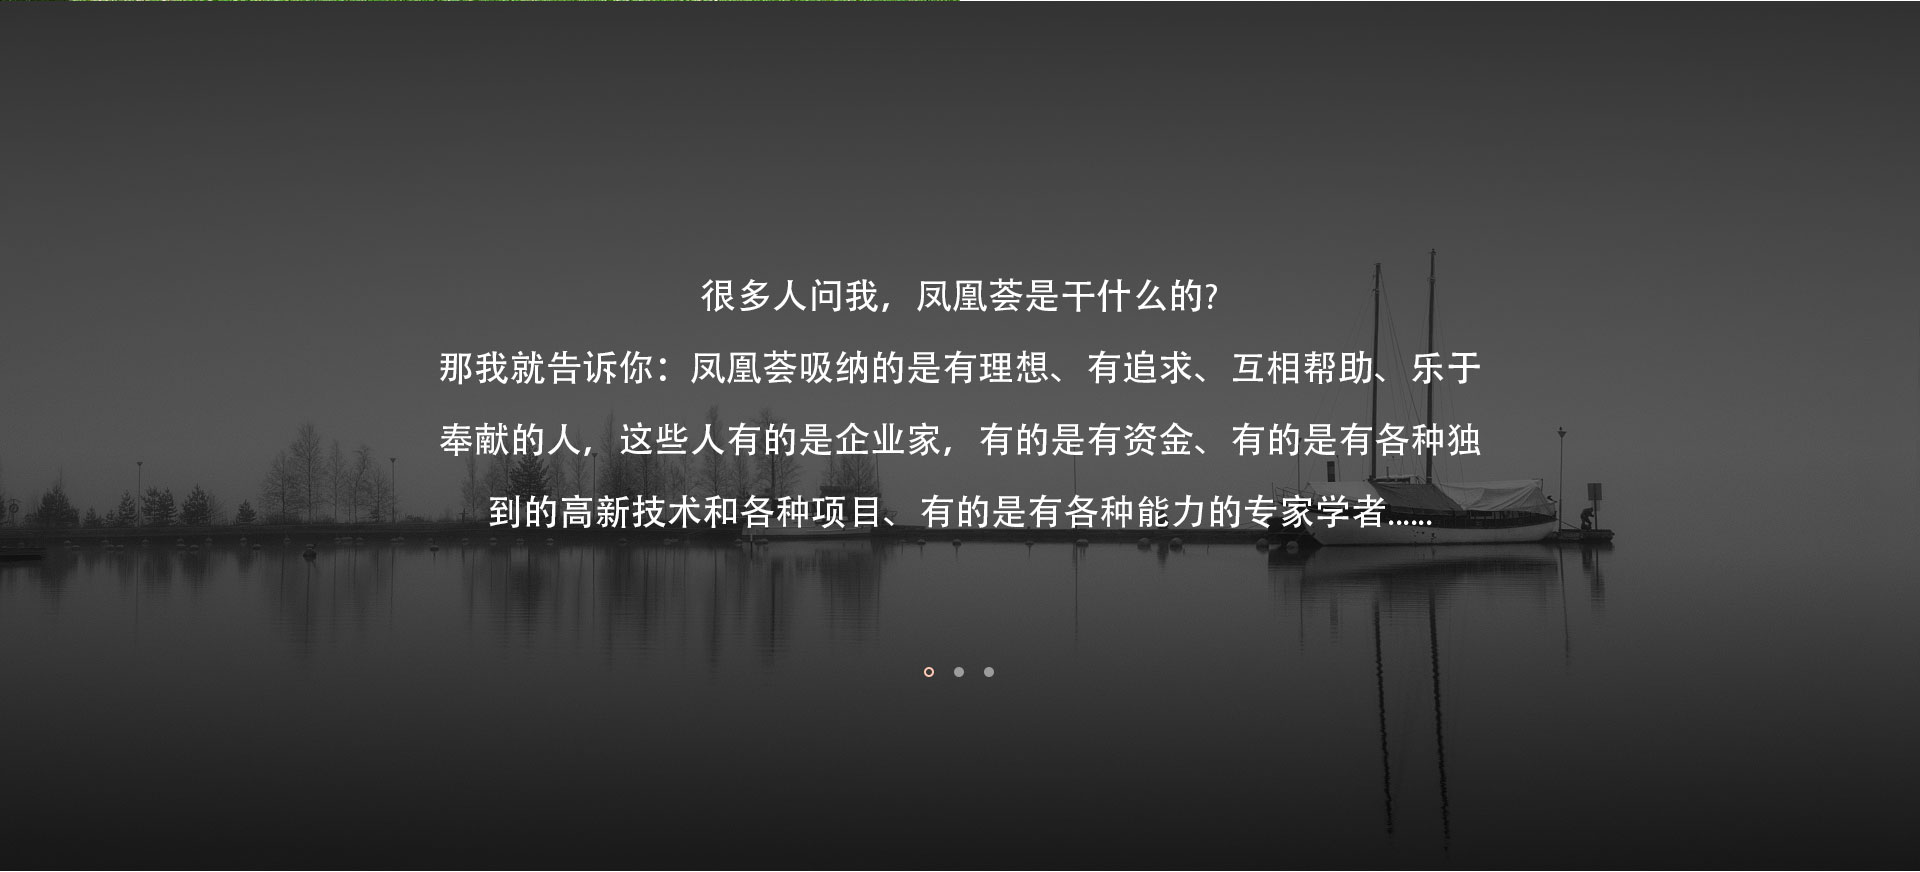 很多人问我，凤凰荟是干什么的?
那我就告诉你：凤凰荟吸纳的是有理想、有追求、互相帮助、乐于
奉献的人，这些人有的是企业家，有的是有资金、有的是有各种独
到的高新技术和各种项目、有的是有各种能力的专家学者......